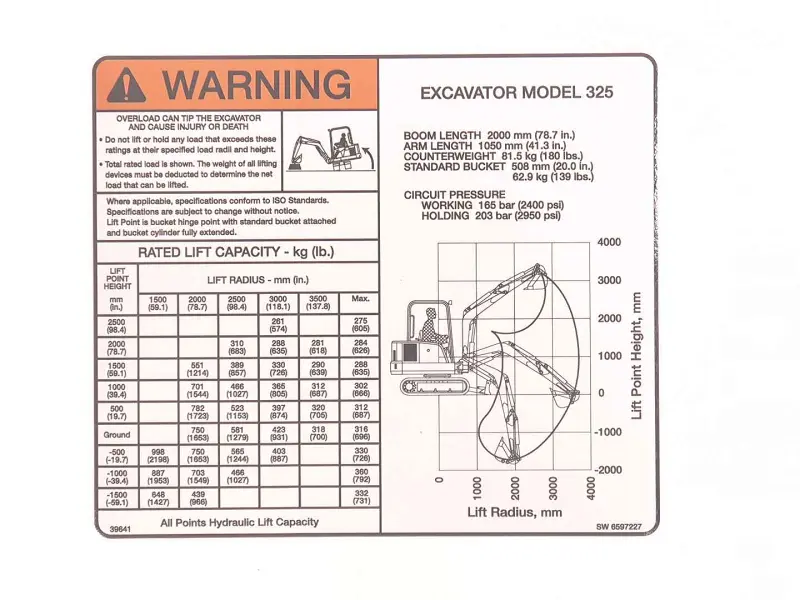 WARNING
OVERLOAD CAN TIP THE EXCAVATOR
AND CAUSE INJURY OR DEATH
• Do not lift or hold any load that exceeds these
ratings at their specified load radii and height.
• Total rated load is shown. The weight of all lifting
devices must be deducted to determine the net
load that can be lifted.
Where applicable, specifications conform to ISO Standards.
Specifications are subject to change without notice.
Lift Point is bucket hinge point with standard bucket attached
and bucket cylinder fully extended.
RATED LIFT CAPACITY - kg (lb.)
LIFT
POINT
HEIGHT
mm
(in.)
LIFT RADIUS - mm (in.)
1500 2000 2500 3000 3500 Max.
(59.1) (78.7) (98.4) (118.1) (137.8)
2500 261 275
(98.4) (574) (605)
2000 310 288 281 284
(78.7) (683) (635) (618) (626)
1500 551 389 330 290 288
(59.1) (1214) (857) (726) (639) (635)
1000 701 466 365 312 302
(39.4) (1544) (1027) (805) (687) (666)
500 782 523 397 320 312
(19.7) (1723) (1153) (874) (705) (687)
Ground 750 581 423 318 316
(1653) (1279) (931) (700) (696)
-500 998 750 565 403 330
(-19.7) (2198) (1653) (1244) (887) (726)
-1000 887 703 466 360
(-39.4) (1953) (1549) (1027) (792)
-1500 648 439 332
(-59.1) (1427) (966) (731)
39641
All Points Hydraulic Lift Capacity
EXCAVATOR MODEL 325
BOOM LENGTH 2000 mm (78.7 in.)
ARM LENGTH 1050 mm (41.3 in.)
COUNTERWEIGHT 81.5 kg (180 lbs.)
STANDARD BUCKET 508 mm (20.0 in.)
62.9 kg (139 lbs.)
CIRCUIT PRESSURE
WORKING 165 bar (2400 psi)
HOLDING 203 bar (2950 psi)
4000
3000
2000
1000
0
-1000
-2000
Lift Point Height, mm
0 1000 2000 3000 4000
Lift Radius, mm
SW 6597227